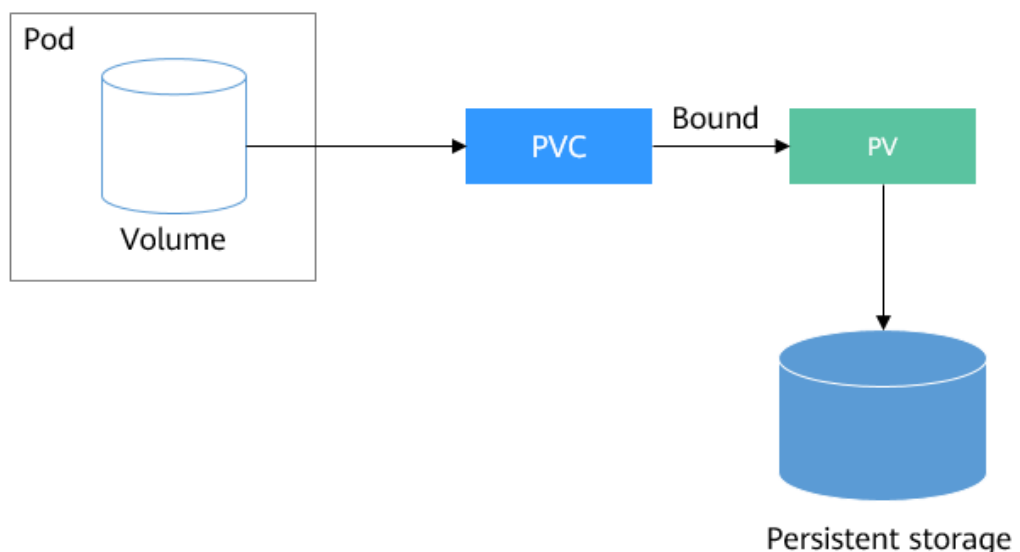 Pod
Volume
PVC
Bound
PV
Persistent storage